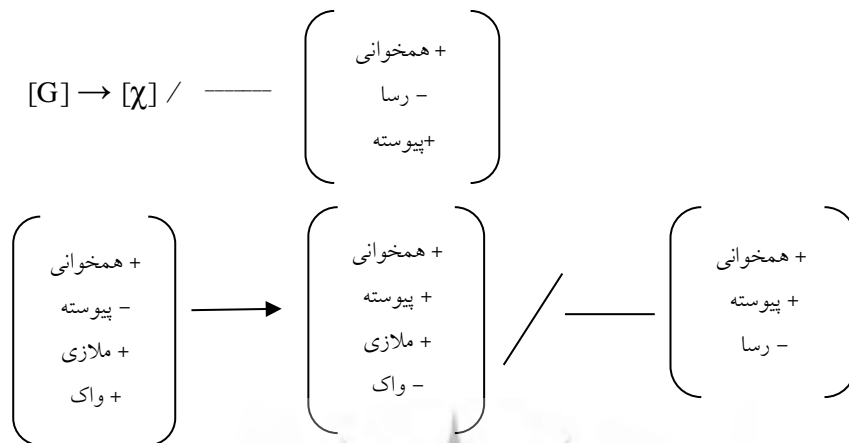 [G] → [χ] / ——
+ همخوانی
– رسا
+پیوسته
+ همخوانی
– پیوسته
+ ملازی
+ واک
+ همخوانی
+ پیوسته
+ ملازی
– واک
+ همخوانی
+ پیوسته
– رسا